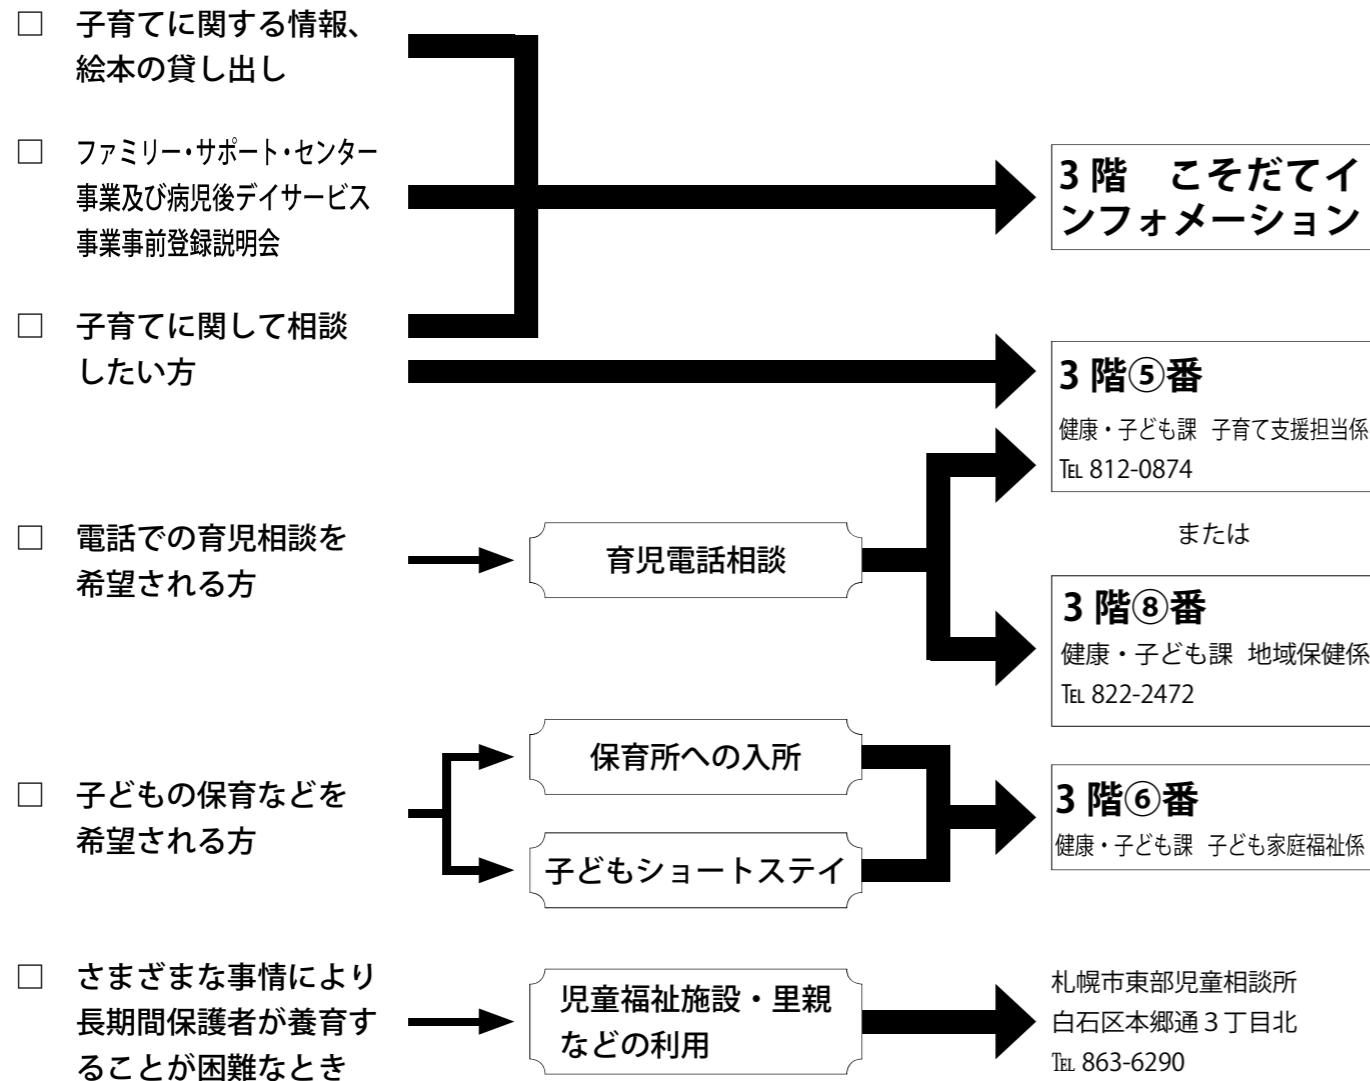 □ 子育てに関する情報、
絵本の貸し出し
□ ファミリー・サポート・センター
事業及び病児後デイサービス
事業事前登録説明会
3 階　こそだてイ
ンフォメーション
□ 子育てに関して相談
したい方
3 階⑤番
健康・子ども課 子育て支援担当係
℡ 812-0874
または
□ 電話での育児相談を
希望される方
育児電話相談
3 階⑧番
健康・子ども課 地域保健係
℡ 822-2472
□ 子どもの保育などを
希望される方
保育所への入所
子どもショートステイ
3 階⑥番
健康・子ども課 子ども家庭福祉係
□ さまざまな事情により
長期間保護者が養育す
ることが困難なとき
児童福祉施設・里親
などの利用
札幌市東部児童相談所
白石区本郷通３丁目北
℡ 863-6290